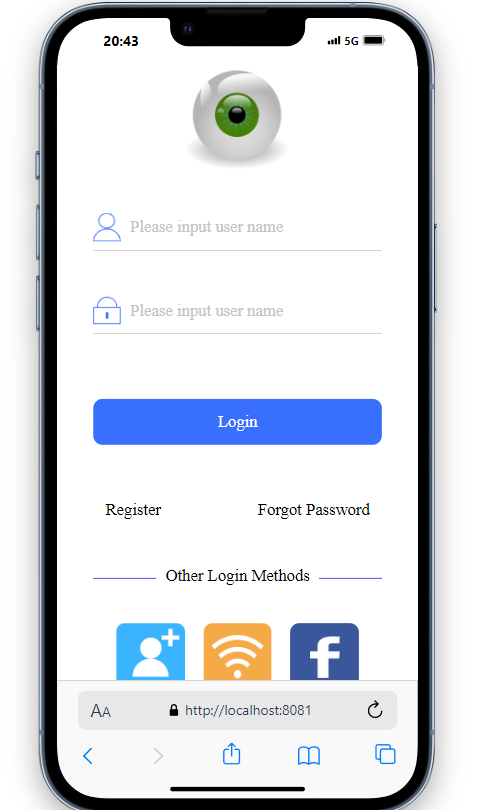 20:43 5G
Please input user name
Please input user name
Login
Register Forgot Password
Other Login Methods
f
AA http://localhost:8081